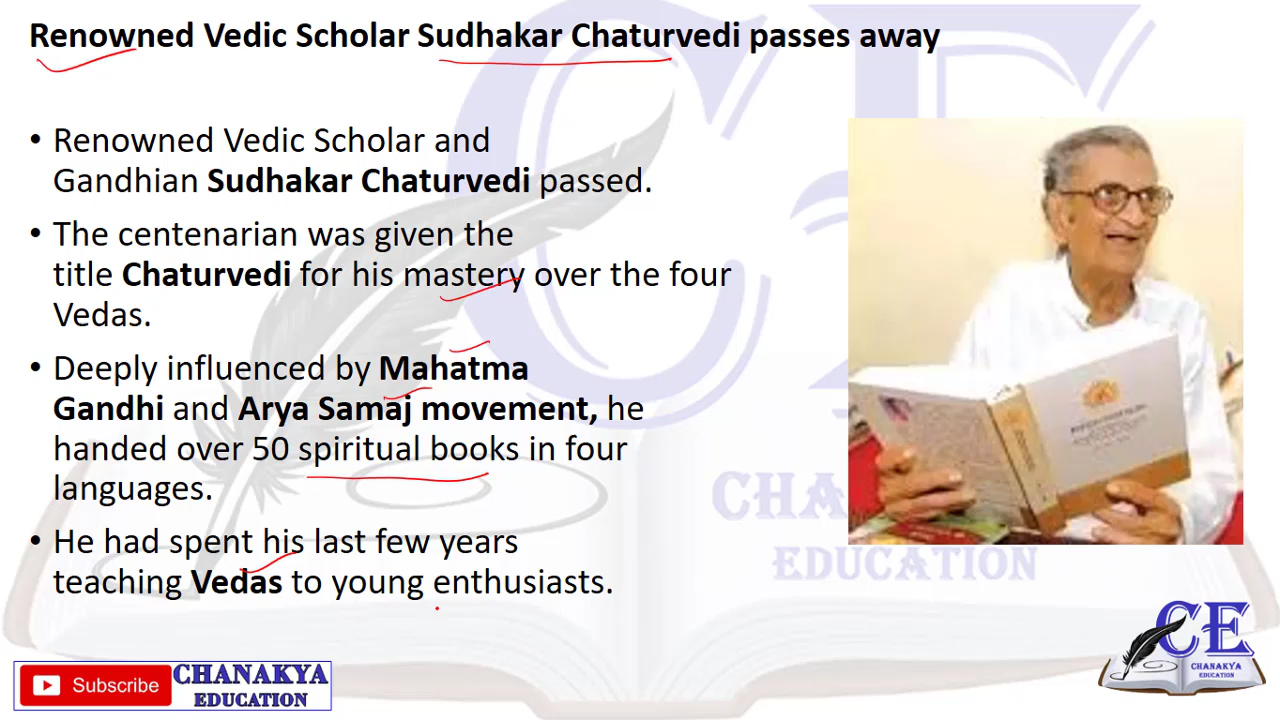 Renowned Vedic Scholar Sudhakar Chaturvedi passes away
• Renowned Vedic Scholar and
Gandhian Sudhakar Chaturvedi passed.
• The centenarian was given the
title Chaturvedi for his mastery over the four
Vedas.
• Deeply influenced by Mahatma
Gandhi and Arya Samaj movement, he
handed over 50 spiritual books in four
languages.
• He had spent his last few years
teaching Vedas to young enthusiasts.
CE
CHANAKYA
EDUCATION
Subscribe
CHANAKYA
EDUCATION
CE
CHANAKYA
EDUCATION